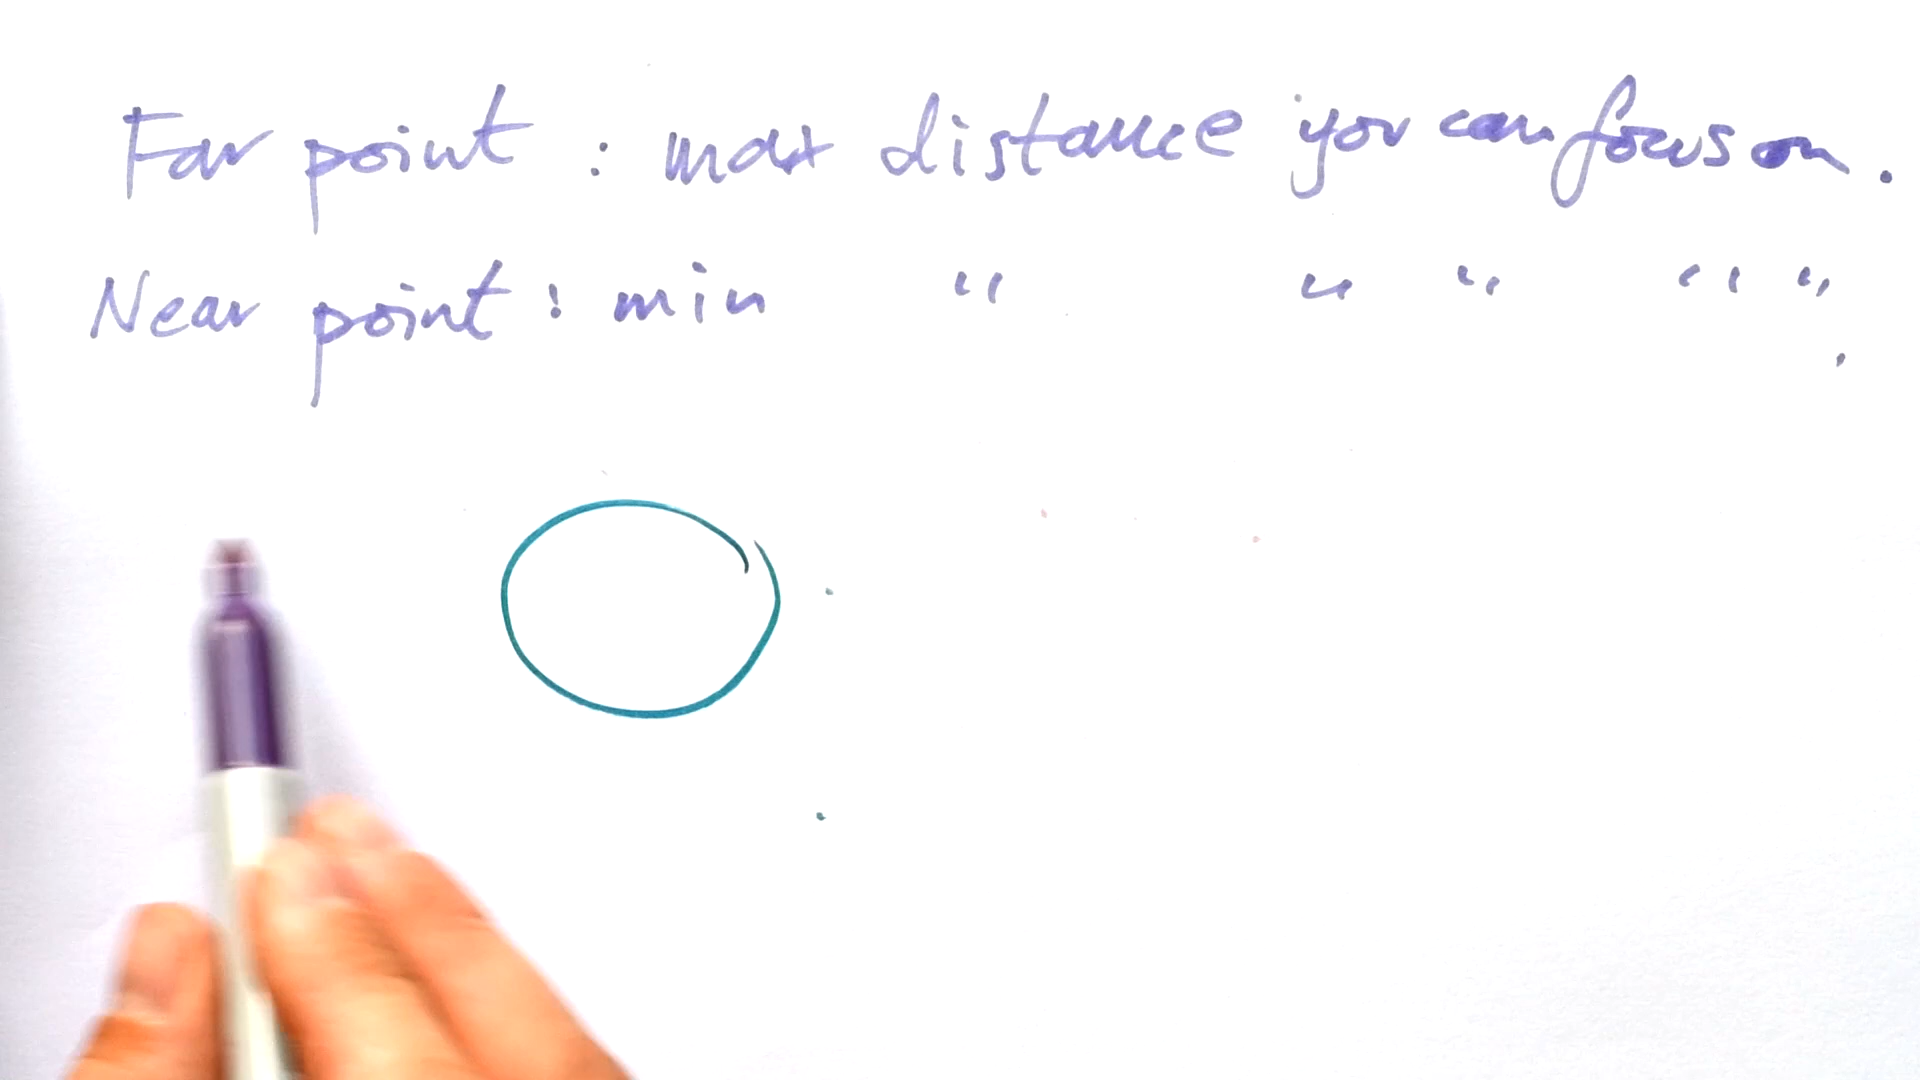 Far point : max distance you can focus on.
Near point : min " " " " " .